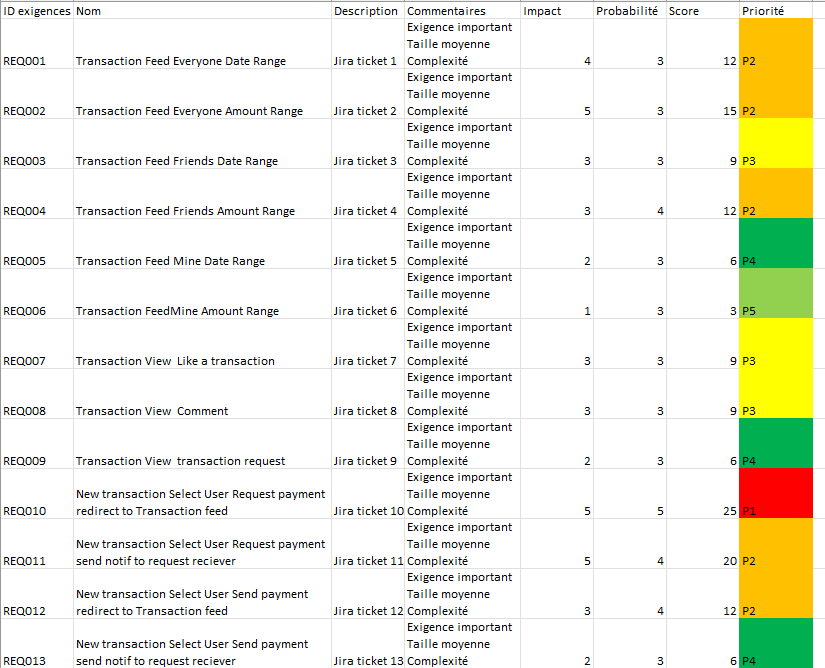 ID exigences Nom Description Commentaires Impact Probabilité Score Priorité
Exigence important
Taille moyenne
REQ001 Transaction Feed Everyone Date Range Jira ticket 1 Complexité 4 3 12 P2
Exigence important
Taille moyenne
REQ002 Transaction Feed Everyone Amount Range Jira ticket 2 Complexité 5 3 15 P2
Exigence important
Taille moyenne
REQ003 Transaction Feed Friends Date Range Jira ticket 3 Complexité 3 3 9 P3
Exigence important
Taille moyenne
REQ004 Transaction Feed Friends Amount Range Jira ticket 4 Complexité 3 4 12 P2
Exigence important
Taille moyenne
REQ005 Transaction Feed Mine Date Range Jira ticket 5 Complexité 2 3 6 P4
Exigence important
Taille moyenne
REQ006 Transaction FeedMine Amount Range Jira ticket 6 Complexité 1 3 3 P5
Exigence important
Taille moyenne
REQ007 Transaction View Like a transaction Jira ticket 7 Complexité 3 3 9 P3
Exigence important
Taille moyenne
REQ008 Transaction View Comment Jira ticket 8 Complexité 3 3 9 P3
Exigence important
Taille moyenne
REQ009 Transaction View transaction request Jira ticket 9 Complexité 2 3 6 P4
Exigence important
New transaction Select User Request payment Taille moyenne
REQ010 redirect to Transaction feed Jira ticket 10 Complexité 5 5 25 P1
Exigence important
New transaction Select User Request payment Taille moyenne
REQ011 send notif to request reciever Jira ticket 11 Complexité 5 4 20 P2
Exigence important
New transaction Select User Send payment Taille moyenne
REQ012 redirect to Transaction feed Jira ticket 12 Complexité 3 4 12 P2
Exigence important
New transaction Select User Send payment Taille moyenne
REQ013 send notif to request reciever Jira ticket 13 Complexité 2 3 6 P4